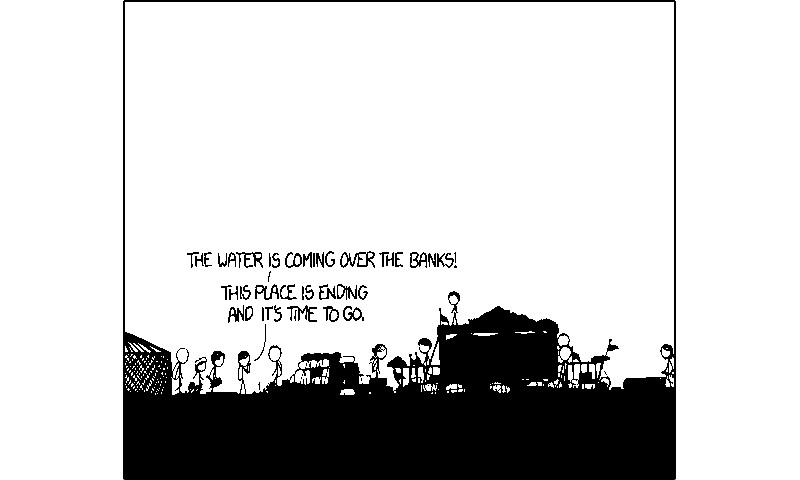 THE WATER IS COMING OVER THE BANKS!
THIS PLACE IS ENDING
AND IT'S TIME TO GO.